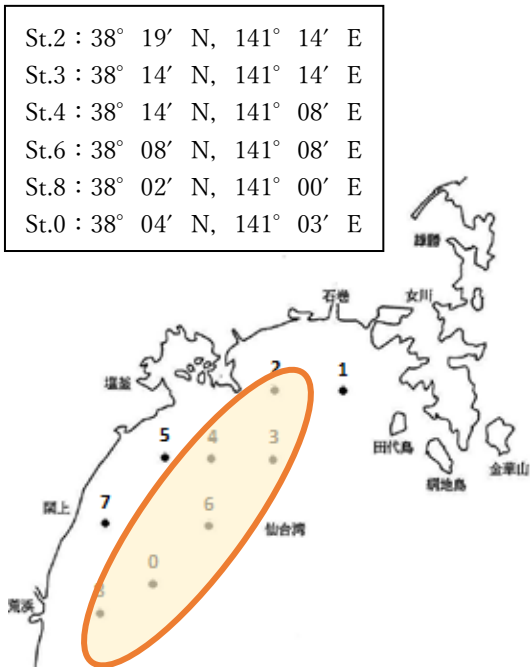 St.2：38° 19′ N, 141° 14′ E
St.3：38° 14′ N, 141° 14′ E
St.4：38° 14′ N, 141° 08′ E
St.6：38° 08′ N, 141° 08′ E
St.8：38° 02′ N, 141° 00′ E
St.0：38° 04′ N, 141° 03′ E
雄勝
石巻
女川
塩釜
2
1
5
4
3
田代島
金華山
網地島
閖上
7
6
仙台湾
0
荒浜
8